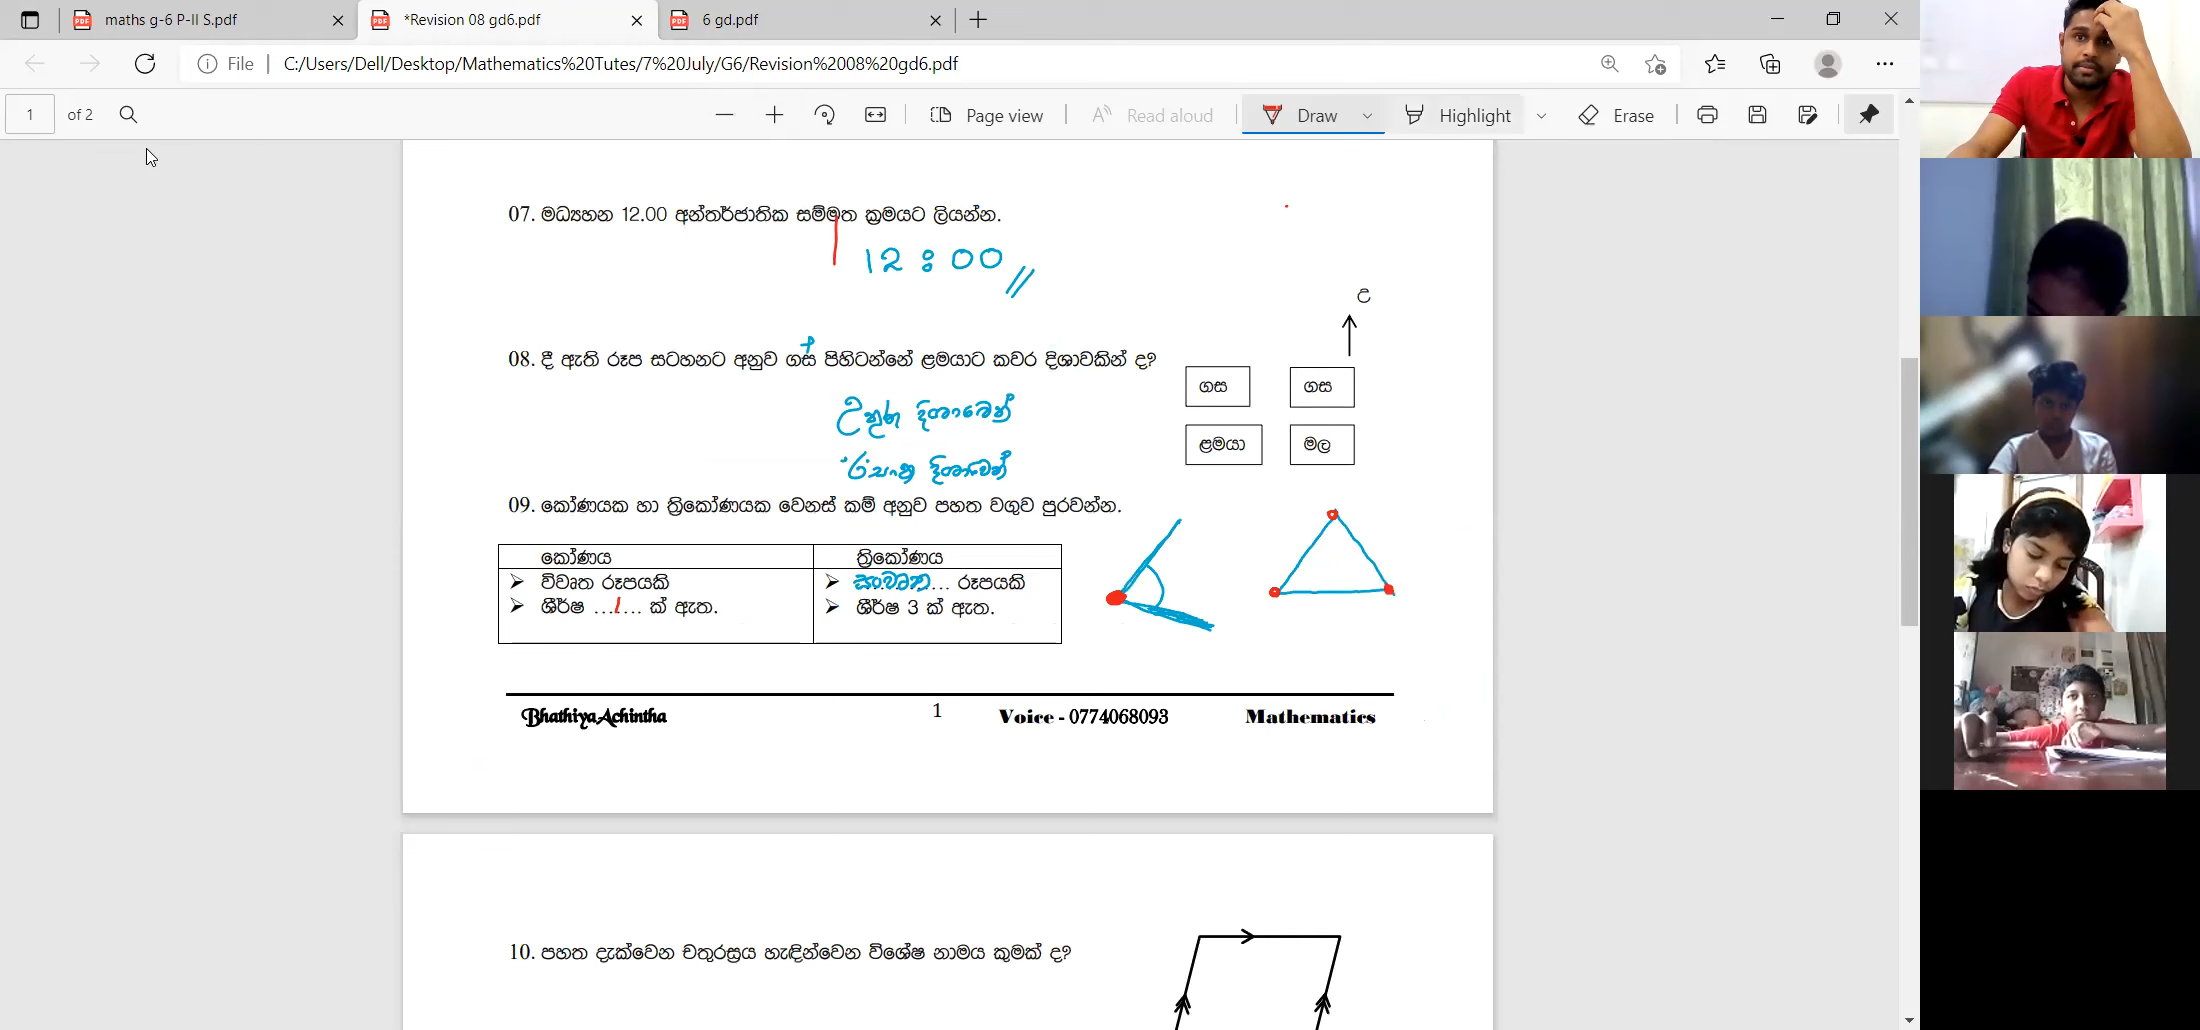 maths g-6 P-II S.pdf
*Revision 08 gd6.pdf
6 gd.pdf
File
C:/Users/Dell/Desktop/Mathematics%20Tutes/7%20July/G6/Revision%2008%20gd6.pdf
1 of 2
Page view
Read aloud
Draw
Highlight
Erase
07. මධ්‍යහන 12.00 අන්තර්ජාතික සම්මත ක්‍රමයට ලියන්න.
12:00
උ
08. දී ඇති රූප සටහනට අනුව ගස් පිහිටන්නේ ළමයාට කවර දිශාවකින් ද?
ගස ගස
උතුරු දිශාවෙන්
ළමයා මල
දිශාවෙන්
09. කෝණයක හා ත්‍රිකෝණයක වෙනස් කම් අනුව පහත වගුව පුරවන්න.
කෝණය ත්‍රිකෝණය
➢ විවෘත රූපයකි ➢ සංවෘත... රූපයකි
➢ ශීර්ෂ ...1... ක් ඇත. ➢ ශීර්ෂ 3 ක් ඇත.
BhathiyaAchintha 1 Voice - 0774068093 Mathematics
10. පහත දැක්වෙන චතුරස්‍රය හැඳින්වෙන විශේෂ නාමය කුමක් ද?